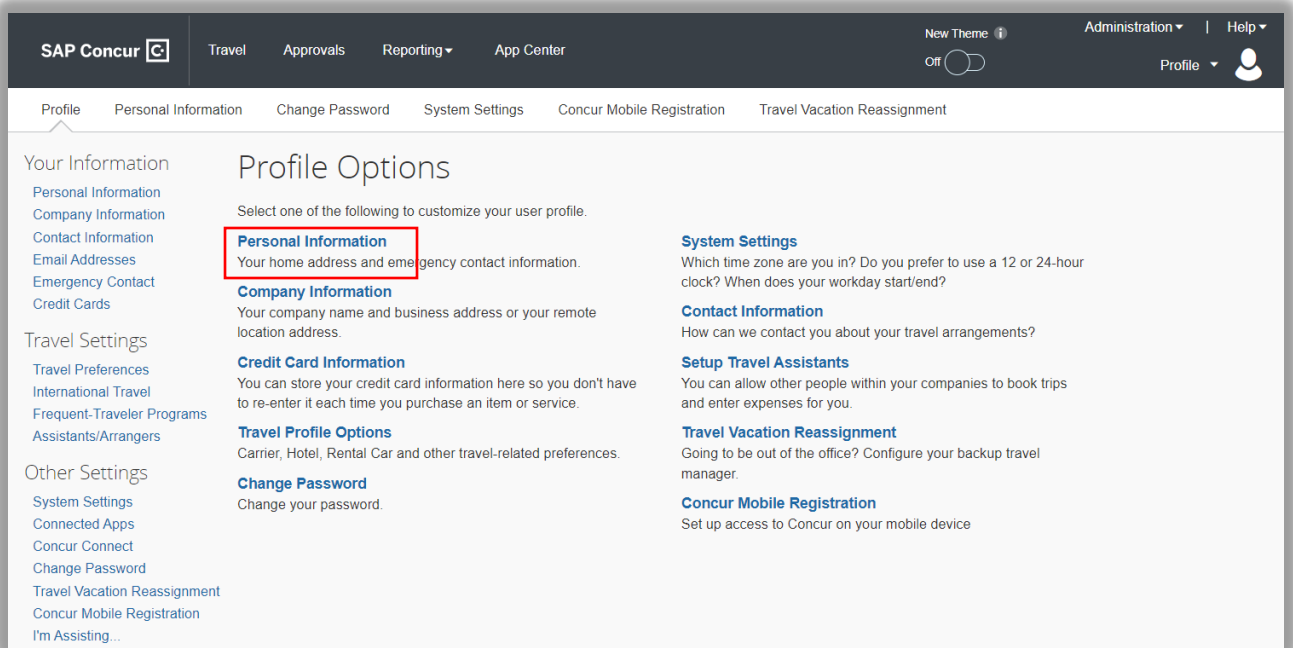 SAP Concur C
Travel
Approvals
Reporting
App Center
New Theme i
Off
Administration | Help
Profile
Profile
Personal Information
Change Password
System Settings
Concur Mobile Registration
Travel Vacation Reassignment
Your Information
Personal Information
Company Information
Contact Information
Email Addresses
Emergency Contact
Credit Cards
Travel Settings
Travel Preferences
International Travel
Frequent-Traveler Programs
Assistants/Arrangers
Other Settings
System Settings
Connected Apps
Concur Connect
Change Password
Travel Vacation Reassignment
Concur Mobile Registration
I'm Assisting...
Profile Options
Select one of the following to customize your user profile.
Personal Information
Your home address and emergency contact information.
Company Information
Your company name and business address or your remote
location address.
Credit Card Information
You can store your credit card information here so you don't have
to re-enter it each time you purchase an item or service.
Travel Profile Options
Carrier, Hotel, Rental Car and other travel-related preferences.
Change Password
Change your password.
System Settings
Which time zone are you in? Do you prefer to use a 12 or 24-hour
clock? When does your workday start/end?
Contact Information
How can we contact you about your travel arrangements?
Setup Travel Assistants
You can allow other people within your companies to book trips
and enter expenses for you.
Travel Vacation Reassignment
Going to be out of the office? Configure your backup travel
manager.
Concur Mobile Registration
Set up access to Concur on your mobile device